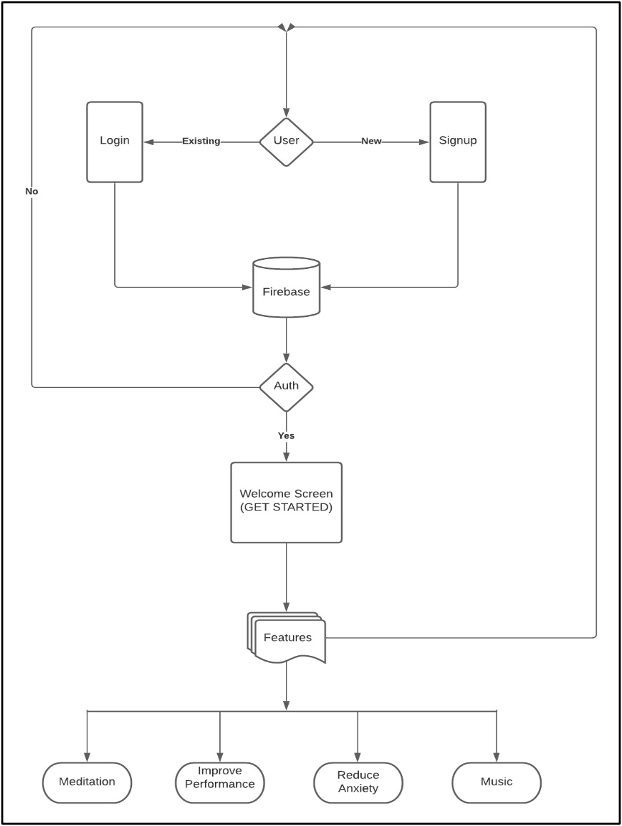 Login
Existing
User
New
Signup
No
Firebase
Auth
Yes
Welcome Screen
(GET STARTED)
Features
Meditation
Improve
Performance
Reduce
Anxiety
Music